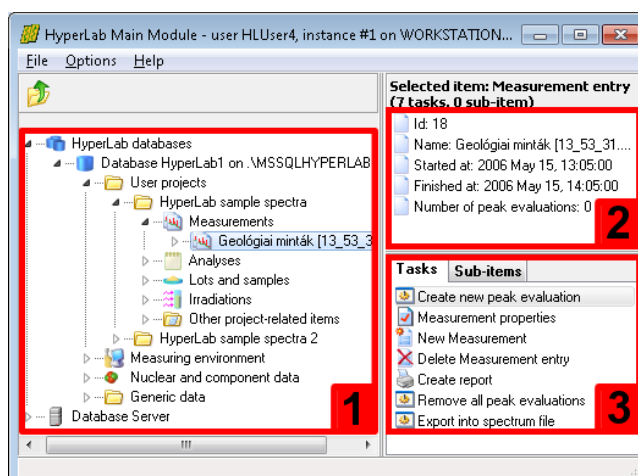 HyperLab Main Module - user HLUser4, instance #1 on WORKSTATION...
File Options Help
HyperLab databases
Database HyperLab1 on .\MSSQLHYPERLAB
User projects
HyperLab sample spectra
Measurements
Geológiai minták [13_53_3
Analyses
Lots and samples
Irradiations
Other project-related items
HyperLab sample spectra 2
Measuring environment
Nuclear and component data
Generic data
Database Server
1
Selected item: Measurement entry
(7 tasks, 0 sub-item)
Id: 18
Name: Geológiai minták [13_53_31....
Started at: 2006 May 15, 13:05:00
Finished at: 2006 May 15, 14:05:00
Number of peak evaluations: 0
2
Tasks Sub-items
Create new peak evaluation
Measurement properties
New Measurement
Delete Measurement entry
Create report
Remove all peak evaluations
Export into spectrum file
3